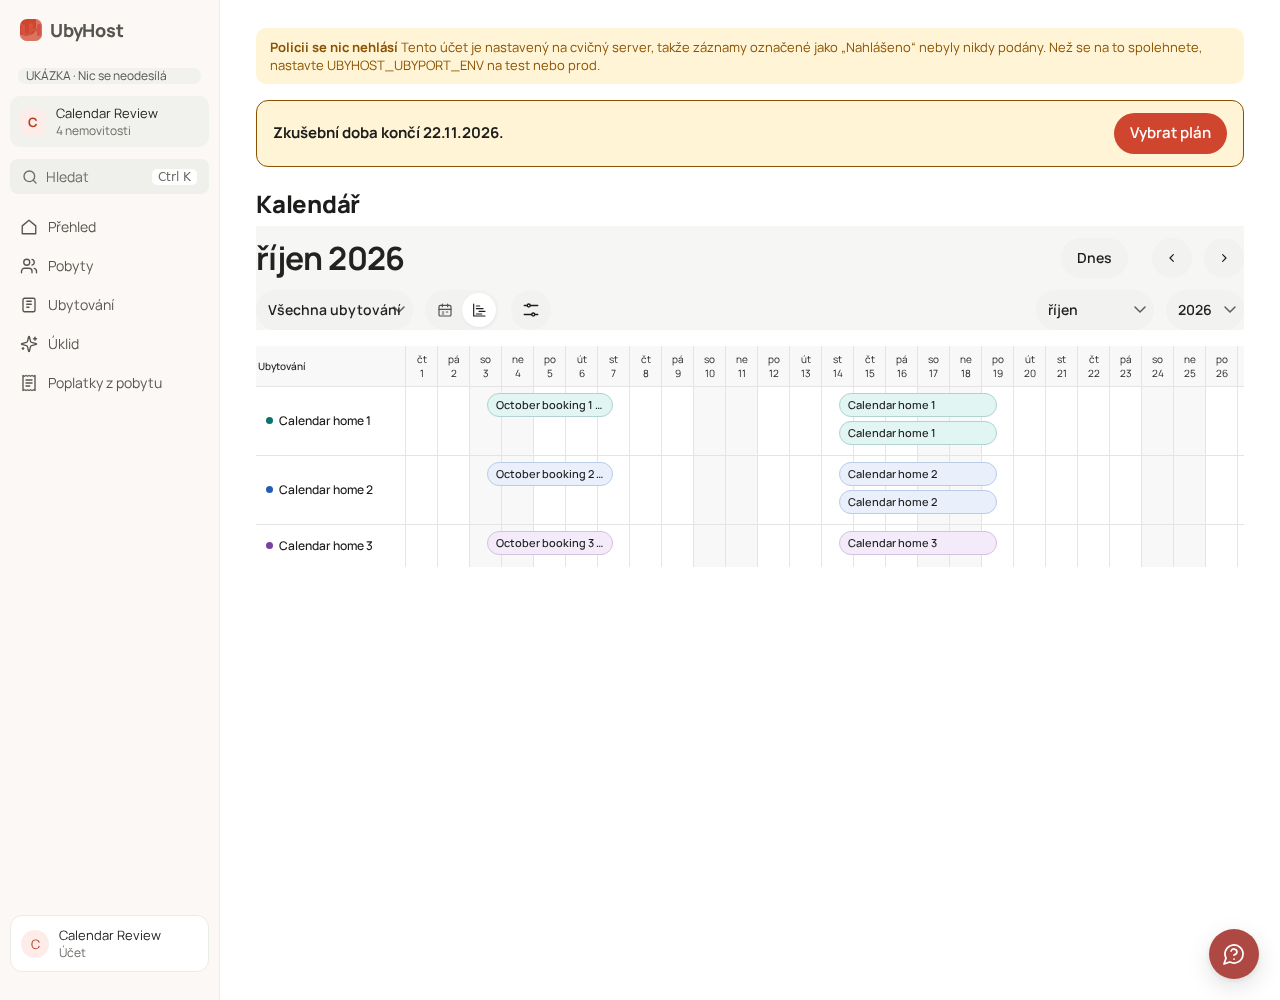 UbyHost
UKÁZKA · Nic se neodesílá
C
Calendar Review
4 nemovitosti
Hledat
Ctrl K
Přehled
Pobyty
Ubytování
Úklid
Poplatky z pobytu
C
Calendar Review
Účet
Policii se nic nehlásí Tento účet je nastavený na cvičný server, takže záznamy označené jako „Nahlášeno“ nebyly nikdy podány. Než se na to spolehnete,
nastavte UBYHOST_UBYPORT_ENV na test nebo prod.
Zkušební doba končí 22.11.2026.
Vybrat plán
Kalendář
říjen 2026
Dnes
Všechna ubytování
říjen
2026
Ubytování
čt pá so ne po út st čt pá so ne po út st čt pá so ne po út st čt pá so ne po
1 2 3 4 5 6 7 8 9 10 11 12 13 14 15 16 17 18 19 20 21 22 23 24 25 26
Calendar home 1
October booking 1 ...
Calendar home 1
Calendar home 1
Calendar home 2
October booking 2 ...
Calendar home 2
Calendar home 2
Calendar home 3
October booking 3 ...
Calendar home 3